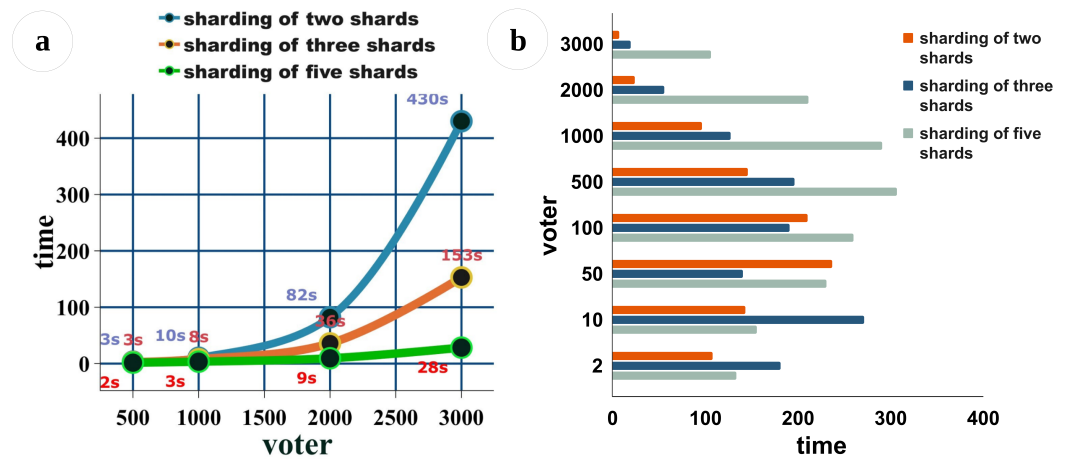 a
sharding of two shards
sharding of three shards
sharding of five shards
430s
400
300
time
200
153s
100
82s
36s
3s 3s 10s 8s
0
2s 3s 9s 28s
500 1000 1500 2000 2500 3000
voter
b
sharding of two
shards
sharding of three
shards
sharding of five
shards
voter
3000
2000
1000
500
100
50
10
2
0 100 200 300 400
time